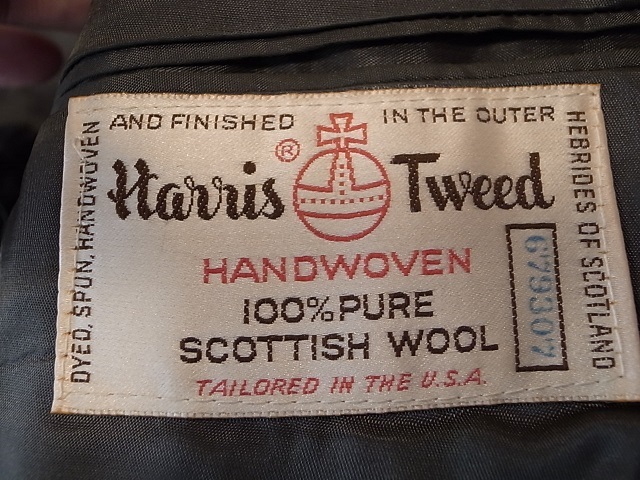 DYED, SPUN, HANDWOVEN
AND FINISHED IN THE OUTER
HEBRIDES OF SCOTLAND
Harris® Tweed
HANDWOVEN
100% PURE
SCOTTISH WOOL
TAILORED IN THE U.S.A.
679307